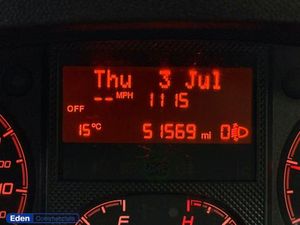 Thu 3 Jul
-- MPH 11 15
OFF
15°C 51569 mi
F H
Eden Commercials